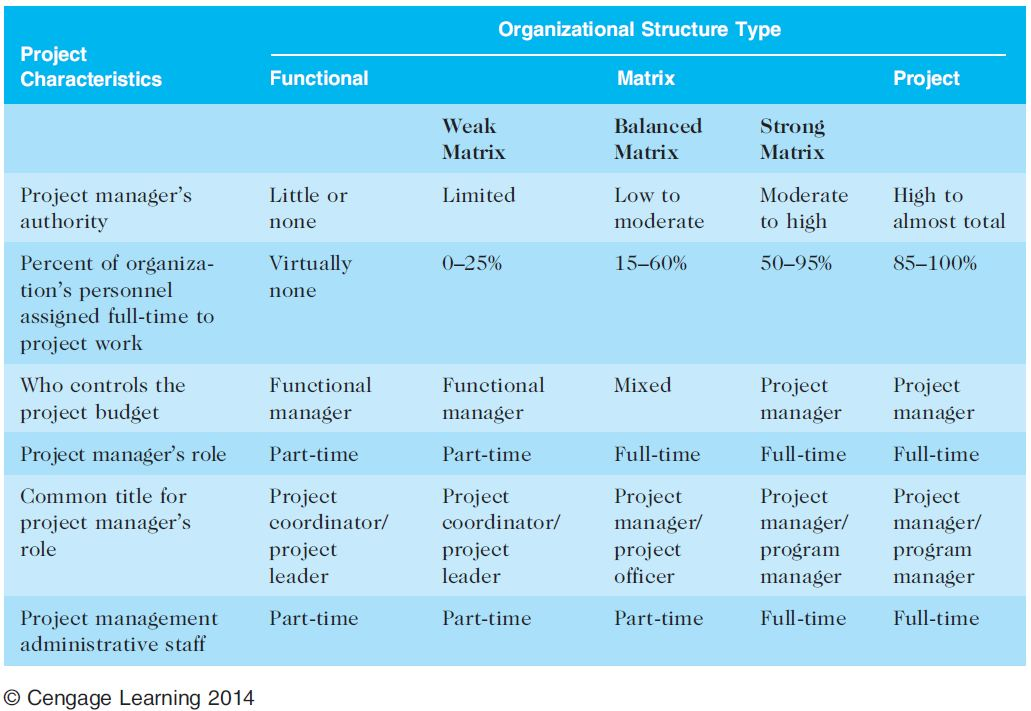 Organizational Structure Type
Project
Characteristics
Functional Matrix Project
Weak
Matrix
Balanced
Matrix
Strong
Matrix
Project manager’s
authority
Little or
none
Limited
Low to
moderate
Moderate
to high
High to
almost total
Percent of organiza-
tion’s personnel
assigned full-time to
project work
Virtually
none
0–25%
15–60%
50–95%
85–100%
Who controls the
project budget
Functional
manager
Functional
manager
Mixed
Project
manager
Project
manager
Project manager’s role
Part-time
Part-time
Full-time
Full-time
Full-time
Common title for
project manager’s
role
Project
coordinator/
project
leader
Project
coordinator/
project
leader
Project
manager/
project
officer
Project
manager/
program
manager
Project
manager/
program
manager
Project management
administrative staff
Part-time
Part-time
Part-time
Full-time
Full-time
© Cengage Learning 2014